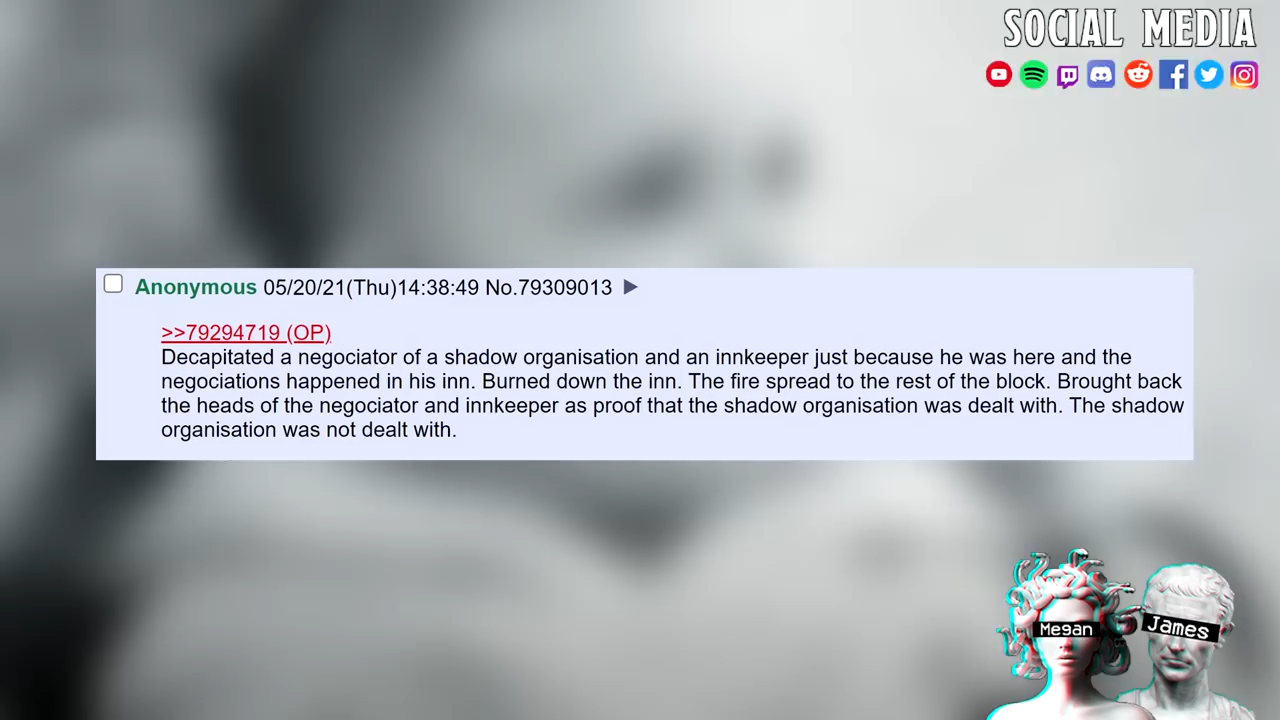 SOCIAL MEDIA
Anonymous 05/20/21(Thu)14:38:49 No.79309013 ▶
>>79294719 (OP)
Decapitated a negociator of a shadow organisation and an innkeeper just because he was here and the
negociations happened in his inn. Burned down the inn. The fire spread to the rest of the block. Brought back
the heads of the negociator and innkeeper as proof that the shadow organisation was dealt with. The shadow
organisation was not dealt with.
Megan
James